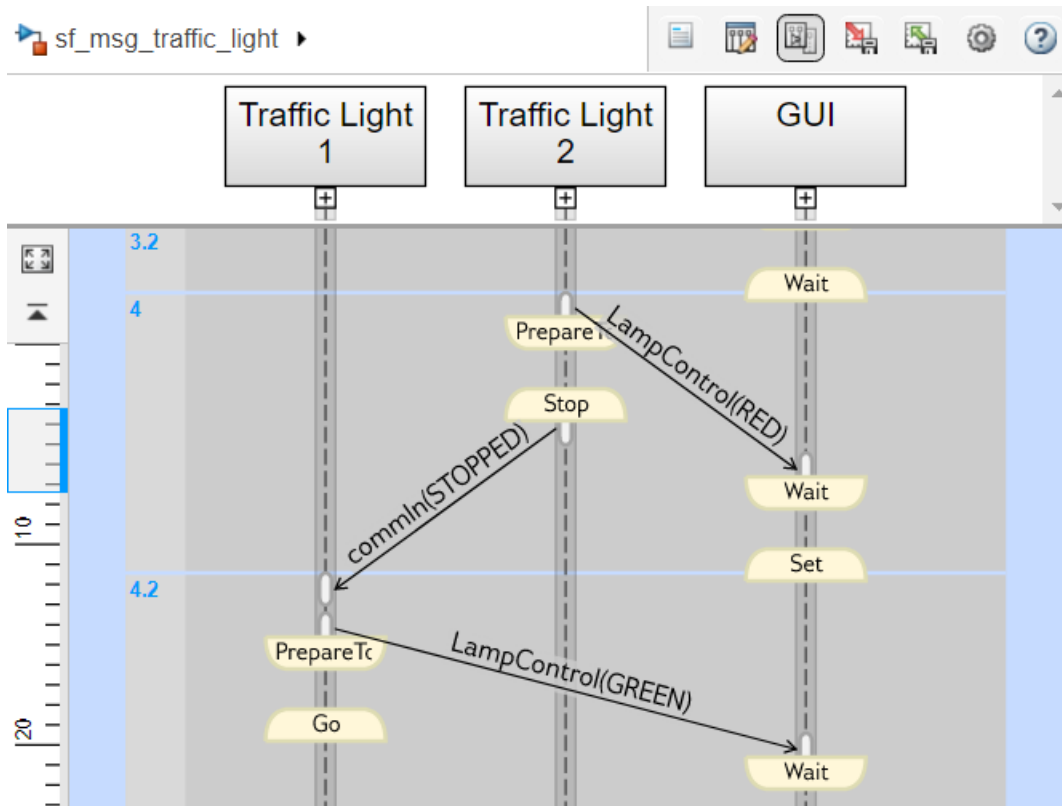 sf_msg_traffic_light
Traffic Light
1
Traffic Light
2
GUI
3.2
Wait
4
PrepareTo
LampControl(RED)
Stop
commIn(STOPPED)
Wait
10
Set
4.2
PrepareTo
LampControl(GREEN)
Go
20
Wait